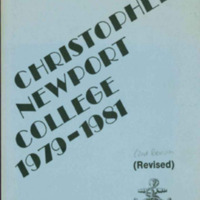 CHRISTOPHER
NEWPORT
COLLEGE
1979-1981
(Revised)